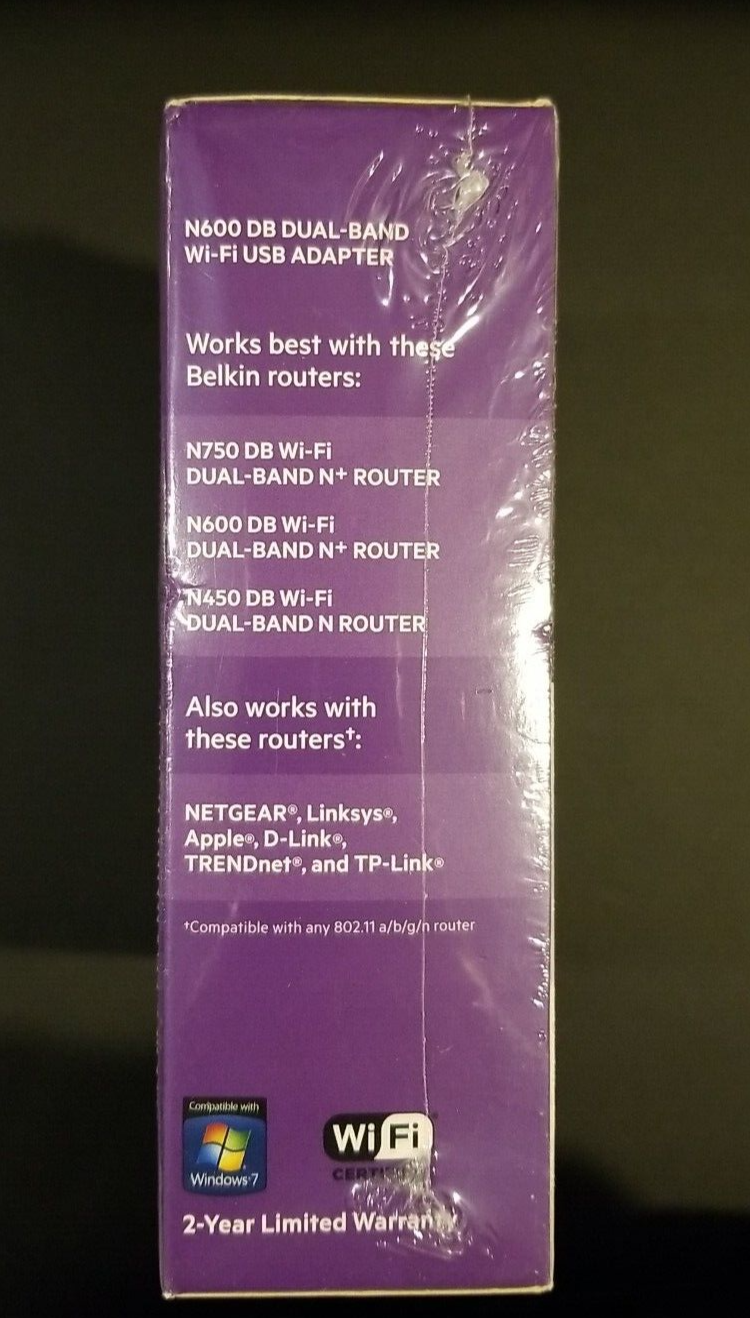 N600 DB DUAL-BAND
Wi-Fi USB ADAPTER
Works best with these
Belkin routers:
N750 DB Wi-Fi
DUAL-BAND N+ ROUTER
N600 DB Wi-Fi
DUAL-BAND N+ ROUTER
N450 DB Wi-Fi
DUAL-BAND N ROUTER
Also works with
these routers†:
NETGEAR®, Linksys®,
Apple®, D-Link®,
TRENDnet®, and TP-Link®
†Compatible with any 802.11 a/b/g/n router
Compatible with
Windows®7
Wi Fi®
2-Year Limited Warranty